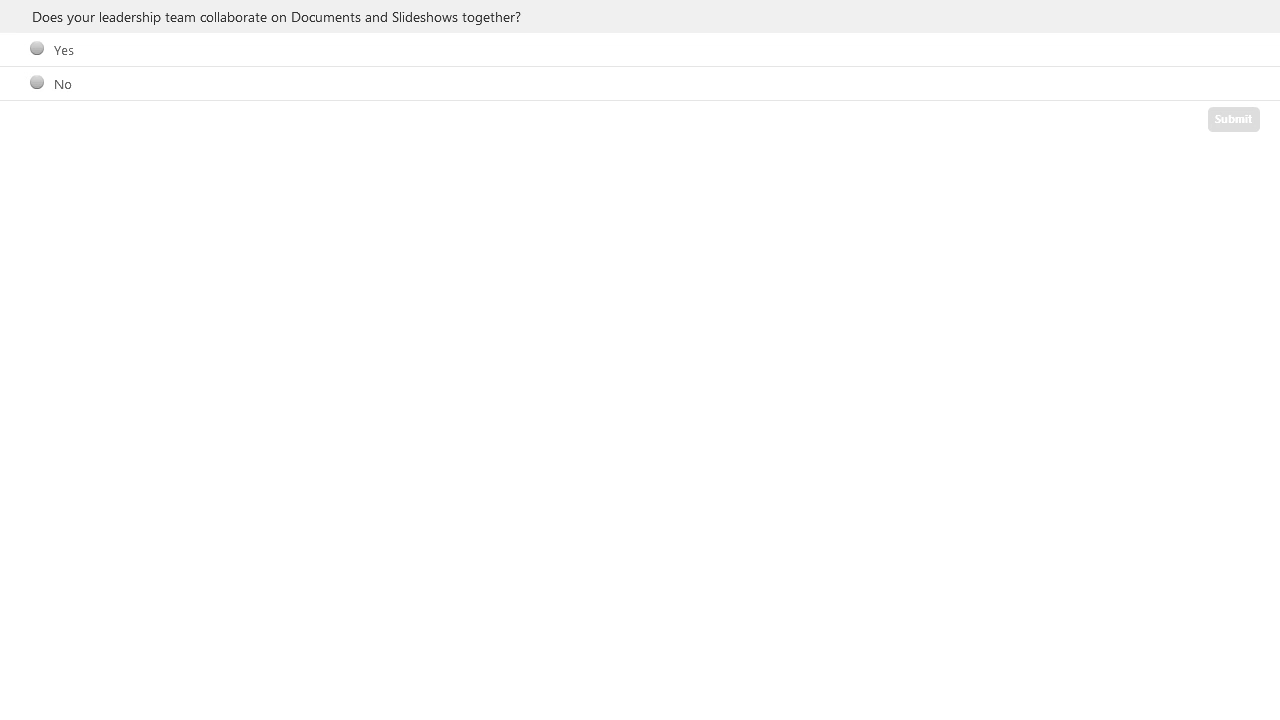 Does your leadership team collaborate on Documents and Slideshows together?
Yes
No
Submit